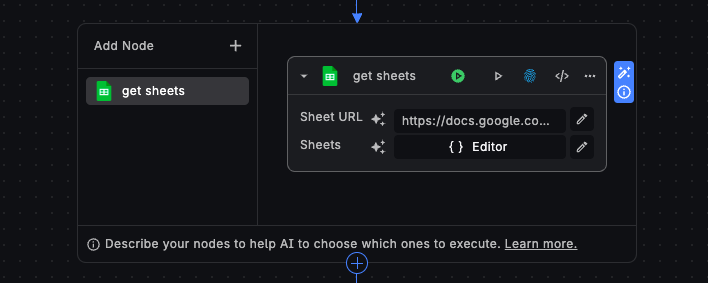 Add Node
get sheets
get sheets
Sheet URL
https://docs.google.co...
Sheets
{ } Editor
Describe your nodes to help AI to choose which ones to execute. Learn more.